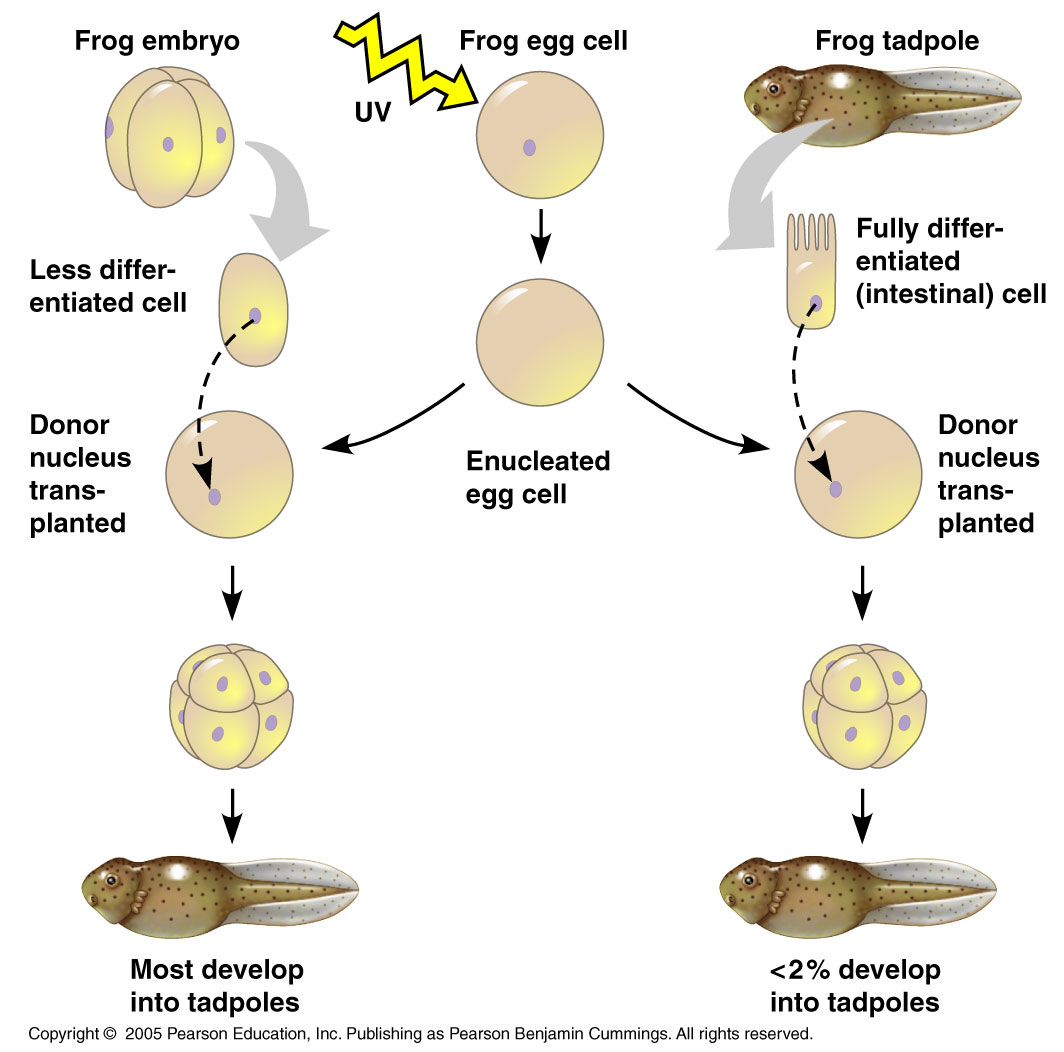 Frog embryo
UV
Frog egg cell
Frog tadpole
Less differ-
entiated cell
Fully differ-
entiated
(intestinal) cell
Donor
nucleus
trans-
planted
Enucleated
egg cell
Donor
nucleus
trans-
planted
Most develop
into tadpoles
<2% develop
into tadpoles
Copyright © 2005 Pearson Education, Inc. Publishing as Pearson Benjamin Cummings. All rights reserved.